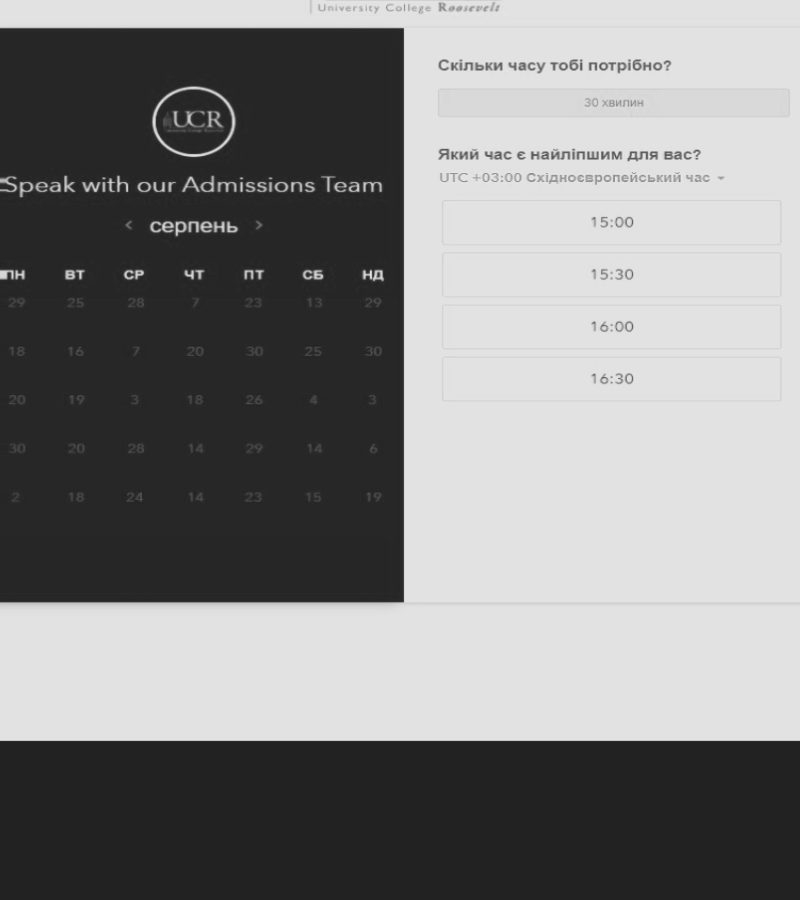 University College Roosevelt
UCR
Speak with our Admissions Team
серпень
ПН ВТ СР ЧТ ПТ СБ НД
29 25 28 7 23 13 29
18 16 7 20 30 25 30
20 19 3 18 26 4 3
30 20 28 14 29 14 6
2 18 24 14 23 15 19
Скільки часу тобі потрібно?
30 хвилин
Який час є найліпшим для вас?
UTC +03:00 Східноєвропейський час
15:00
15:30
16:00
16:30